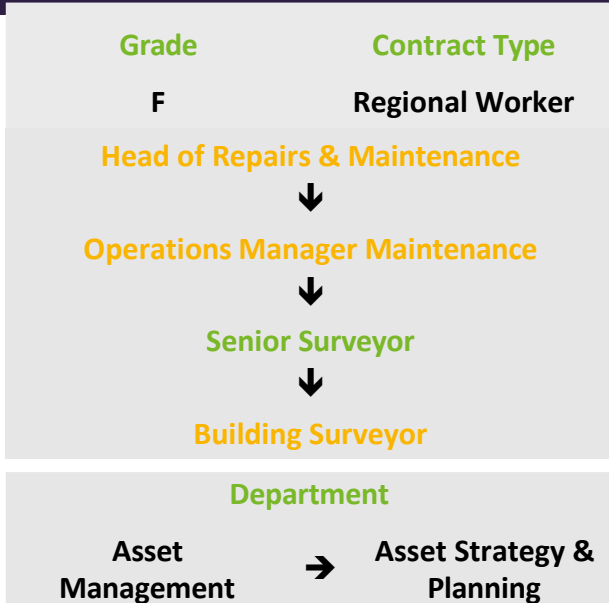 Grade Contract Type
F Regional Worker
Head of Repairs & Maintenance
↓
Operations Manager Maintenance
↓
Senior Surveyor
↓
Building Surveyor
Department
Asset Management → Asset Strategy & Planning